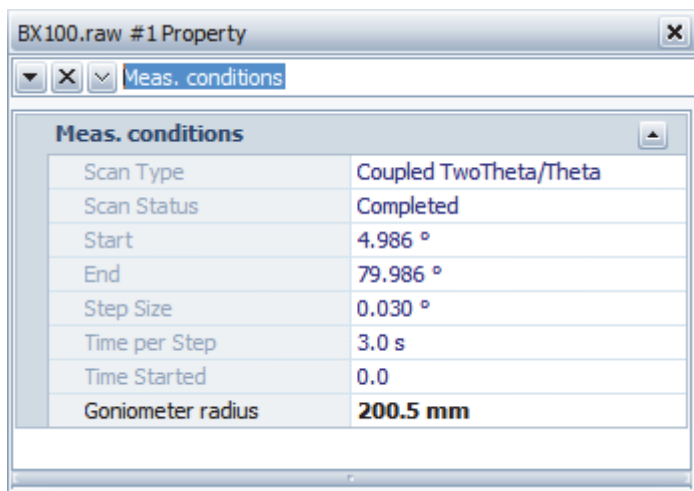 BX100.raw #1 Property
Meas. conditions
Meas. conditions
Scan Type Coupled TwoTheta/Theta
Scan Status Completed
Start 4.986 °
End 79.986 °
Step Size 0.030 °
Time per Step 3.0 s
Time Started 0.0
Goniometer radius 200.5 mm